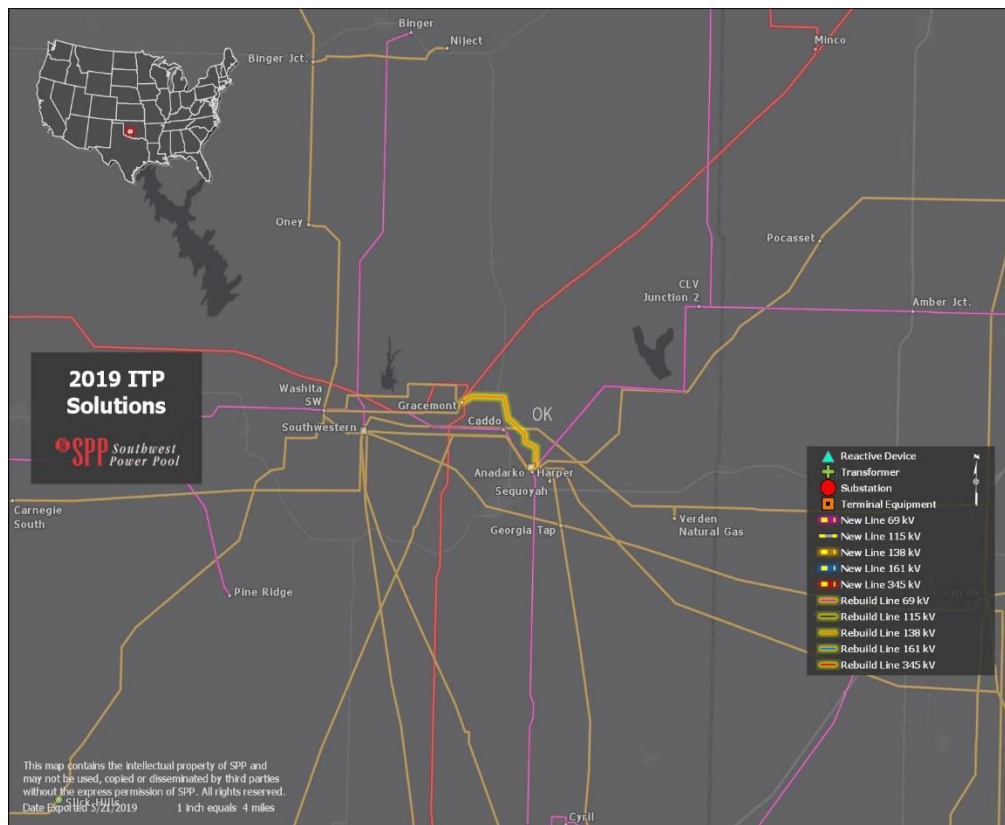 Binger
Niject
Binger Jct.
Minco
Oney
Pocasset
CLV
Junction 2
Amber Jct.
2019 ITP
Solutions
SPP Southwest
Power Pool
Washita
SW
Gracemont
OK
Caddo
Southwestern
Anadarko
Harper
Sequoyah
Georgia Tap
Verden
Natural Gas
Carnegie
South
Pine Ridge
Cornville
Reactive Device
Transformer
Substation
Terminal Equipment
New Line 69 kV
New Line 115 kV
New Line 138 kV
New Line 161 kV
New Line 345 kV
Rebuild Line 69 kV
Rebuild Line 115 kV
Rebuild Line 138 kV
Rebuild Line 161 kV
Rebuild Line 345 kV
N
This map contains the intellectual property of SPP and
may not be used, copied or disseminated by third parties
without the express permission of SPP. All rights reserved.
Slick Hills
Date Exported 5/21/2019 1 inch equals 4 miles
Cyril